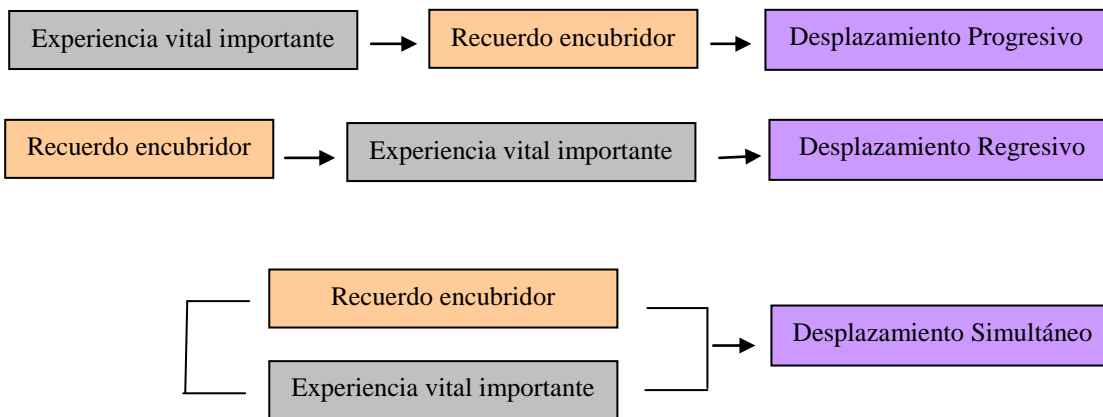 Experiencia vital importante
Recuerdo encubridor
Desplazamiento Progresivo
Recuerdo encubridor
Experiencia vital importante
Desplazamiento Regresivo
Recuerdo encubridor
Experiencia vital importante
Desplazamiento Simultáneo